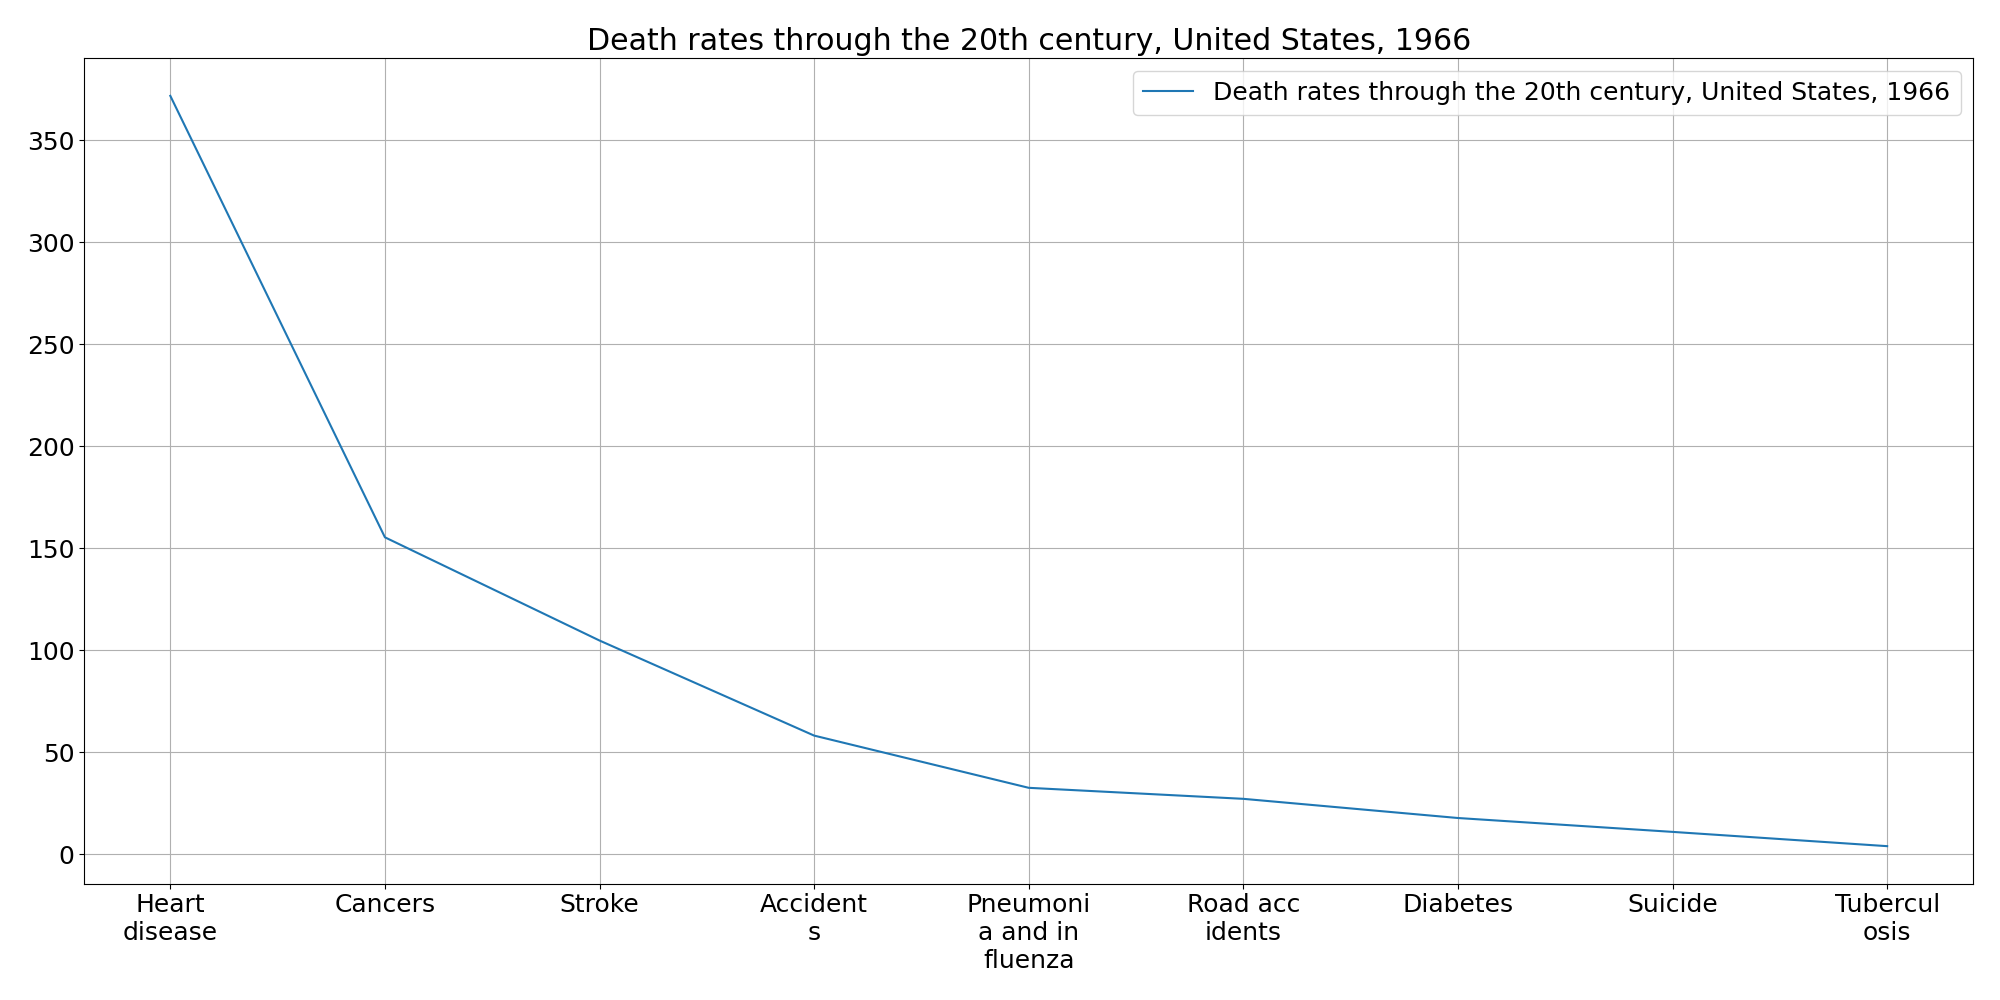 Death rates through the 20th century, United States, 1966
Death rates through the 20th century, United States, 1966
350
300
250
200
150
100
50
0
Heart
disease
Cancers
Stroke
Accident
s
Pneumoni
a and in
fluenza
Road acc
idents
Diabetes
Suicide
Tubercul
osis